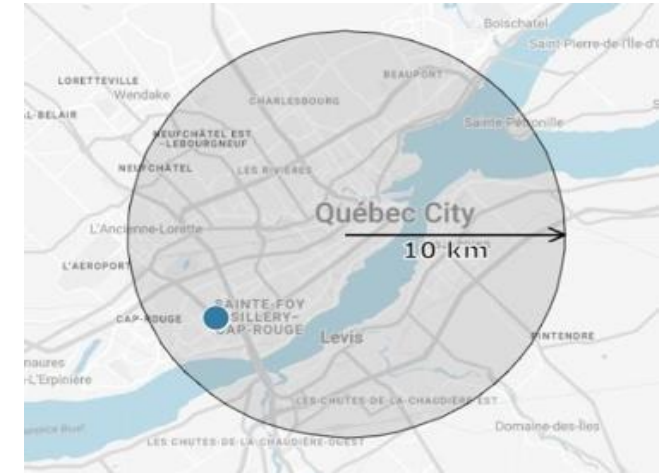 Boischatel
Saint-Pierre-de-l'Île-d'
LORETTEVILLE
Wendake
BEAUPORT
CHARLESBOURG
AL-BELAIR
Sainte-Pétronille
NEUFCHÂTEL EST
-LEBOURGNEUF
NEUFCHÂTEL
LES RIVIÈRES
Québec City
L'Ancienne-Lorette
10 km
L'AEROPORT
SAINTE-FOY
SILLERY-
CAP-ROUGE
CAP-ROUGE
Levis
PINTENDRE
naures
-L'Erpinière
LES-CHUTES-DE-LA-CHAUDIÈRE-EST
Domaine-des-Îles
LES CHUTES-DE-LA-CHAUDIÈRE-OUEST